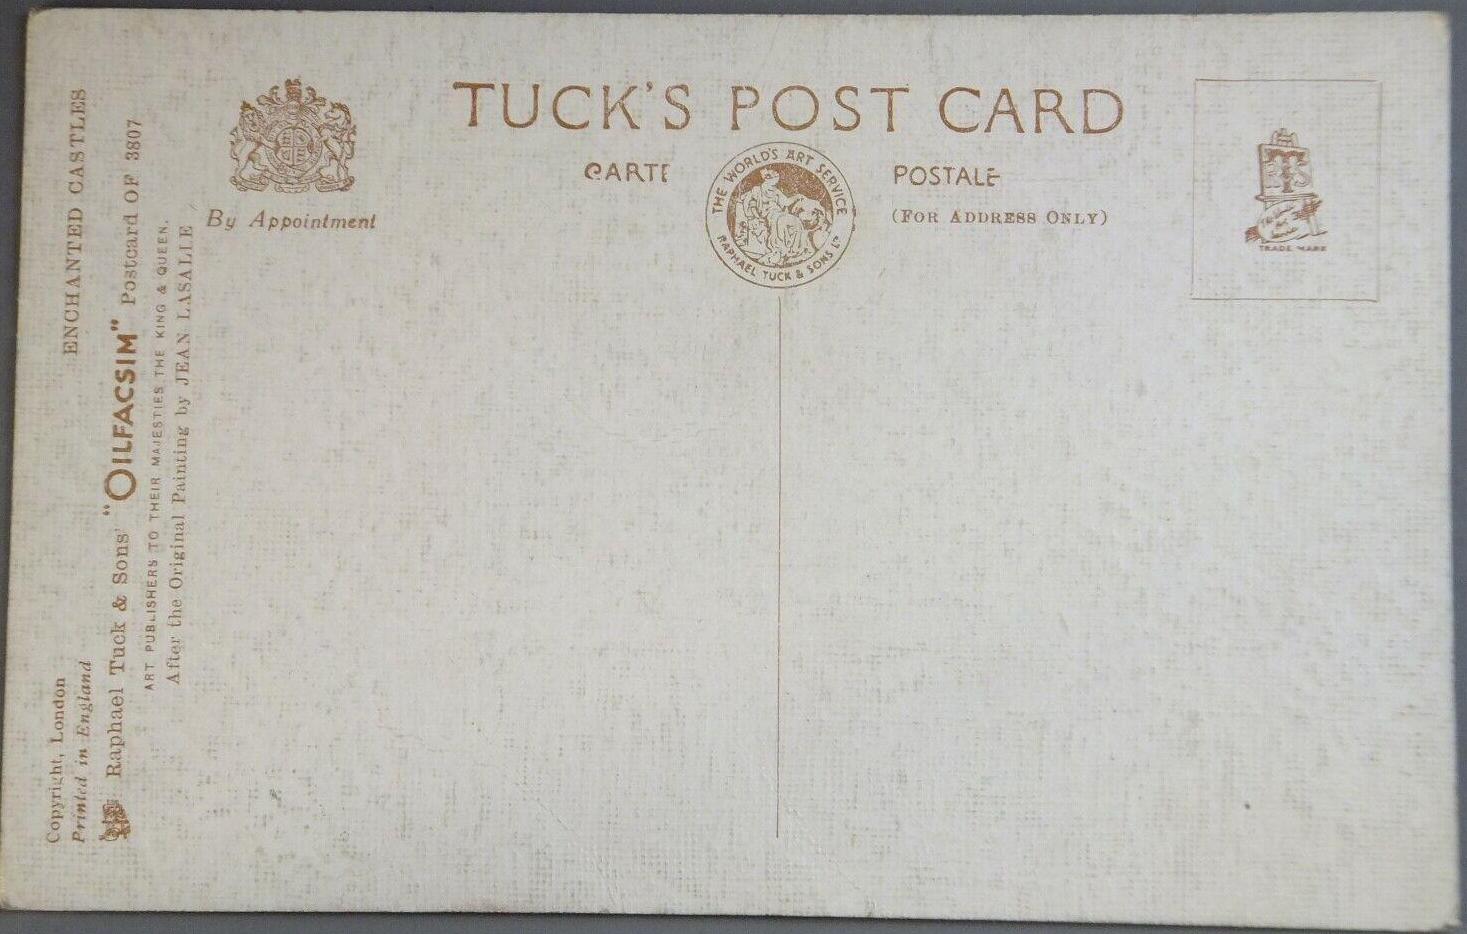 TUCK'S POST CARD
CARTE POSTALE
(FOR ADDRESS ONLY)
By Appointment
THE WORLD'S ART SERVICE
RAPHAEL TUCK & SONS LTD
TRADE MARK
Copyright, London
Printed in England
ENCHANTED CASTLES
Raphael Tuck & Sons' "OILFACSIM" Postcard OF 3807
ART PUBLISHERS TO THEIR MAJESTIES THE KING & QUEEN.
After the Original Painting by JEAN LASALLE